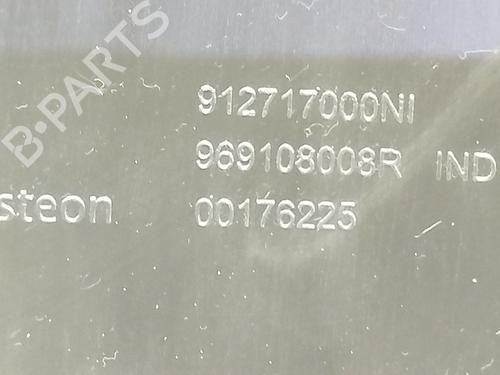 B-PARTS
912717000NI
969108008R IND
steon 00176225